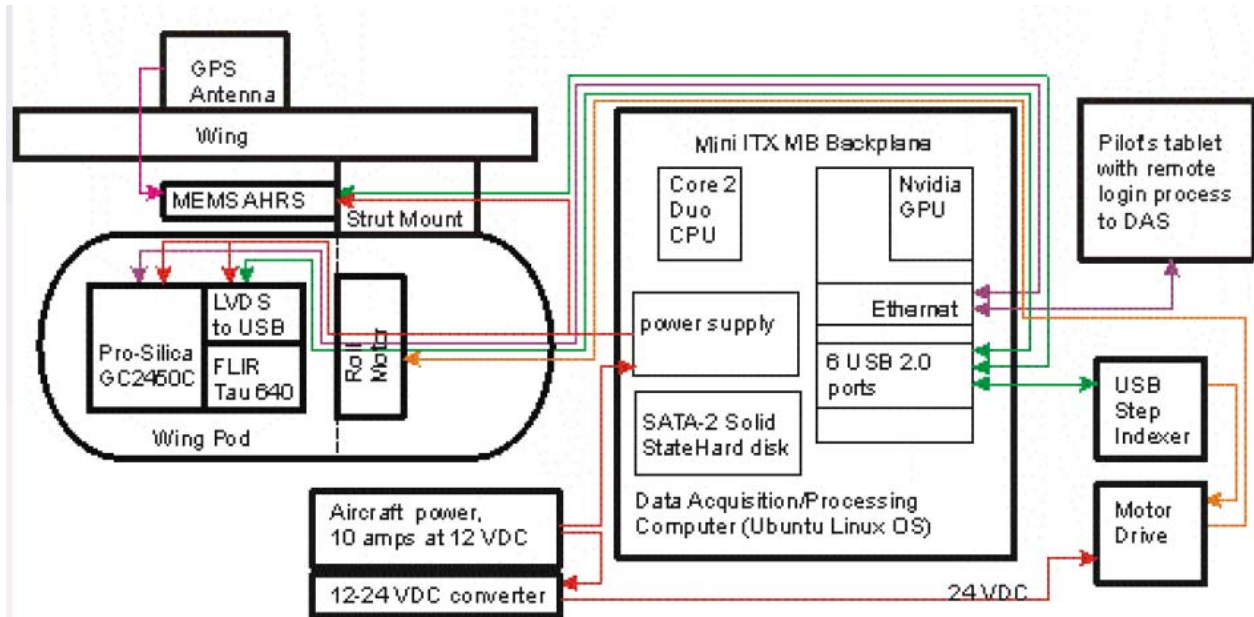 GPS
Antenna
Wing
MEMSAHRS
Strut Mount
LVDS
to USB
Pro-Silica
GC2450C
FLIR
Tau 640
Roll
Motor
Wing Pod
Aircraft power,
10 amps at 12 VDC
12-24 VDC converter
Mini ITX MB Backplane
Core 2
Duo
CPU
Nvidia
GPU
Ethernet
power supply
6 USB 2.0
ports
SATA-2 Solid
StateHard disk
Data Acquisition/Processing
Computer (Ubuntu Linux OS)
Pilot's tablet
with remote
login process
to DAS
USB
Step
Indexer
Motor
Drive
24 VDC